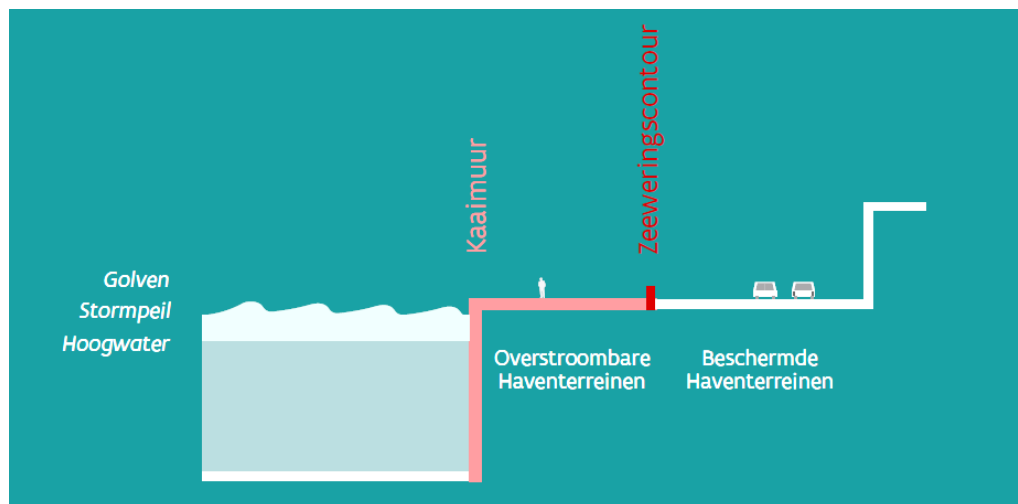 Zeeweringscontour
Kaaimuur
Golven
Stormpeil
Hoogwater
Overstroombare
Haventerreinen
Beschermde
Haventerreinen